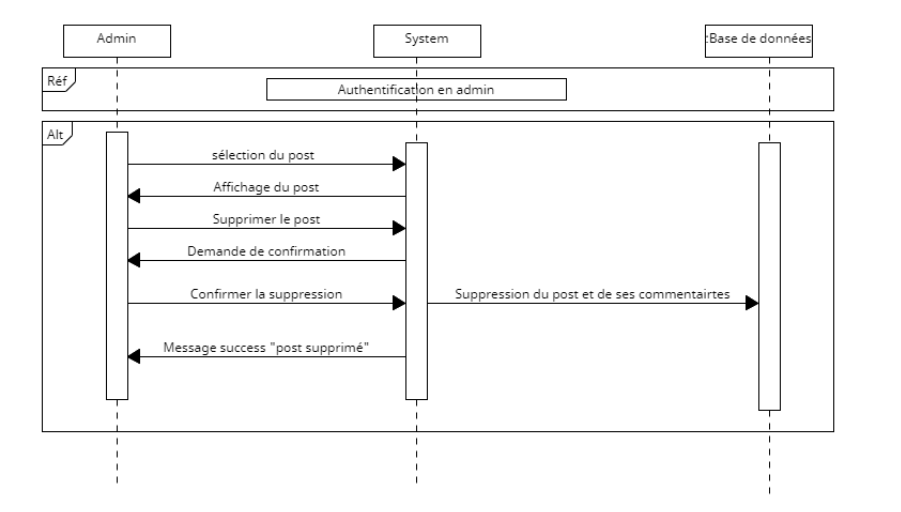 Admin
System
:Base de données
Réf
Authentification en admin
Alt
sélection du post
Affichage du post
Supprimer le post
Demande de confirmation
Confirmer la suppression
Suppression du post et de ses commentairtes
Message success "post supprimé"